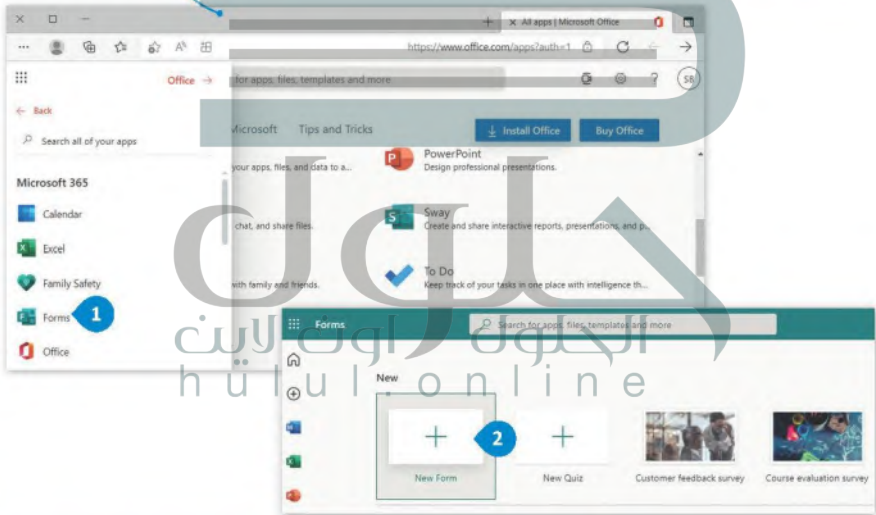 All apps | Microsoft Office
https://www.office.com/apps?auth=1
Office →
for apps, files, templates and more
SB
← Back
Search all of your apps
Microsoft
Tips and Tricks
Install Office
Buy Office
Microsoft 365
Calendar
Excel
Family Safety
Forms
1
Office
your apps, files, and data to a...
chat, and share files.
with family and friends.
PowerPoint
Design professional presentations.
Sway
Create and share interactive reports, presentations, and p...
To Do
Keep track of your tasks in one place with intelligence th...
حلول
الحلول اون لاين
hulul.online
Forms
Search for apps, files, templates and more
New
2
New Form
New Quiz
Customer feedback survey
Course evaluation survey